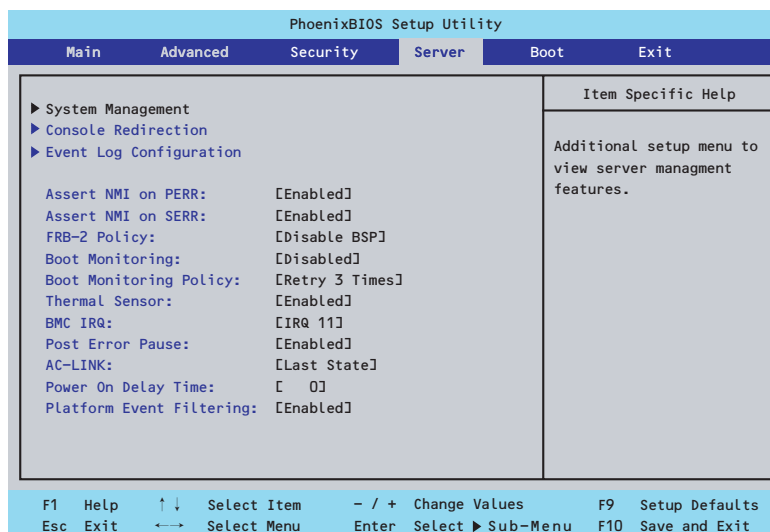 PhoenixBIOS Setup Utility
Main Advanced Security Server Boot Exit
▶ System Management
▶ Console Redirection
▶ Event Log Configuration
Assert NMI on PERR: [Enabled]
Assert NMI on SERR: [Enabled]
FRB-2 Policy: [Disable BSP]
Boot Monitoring: [Disabled]
Boot Monitoring Policy: [Retry 3 Times]
Thermal Sensor: [Enabled]
BMC IRQ: [IRQ 11]
Post Error Pause: [Enabled]
AC-LINK: [Last State]
Power On Delay Time: [ 0]
Platform Event Filtering: [Enabled]
Item Specific Help
Additional setup menu to
view server managment
features.
F1 Help ↑↓ Select Item - / + Change Values F9 Setup Defaults
Esc Exit ←→ Select Menu Enter Select ▶ Sub-Menu F10 Save and Exit